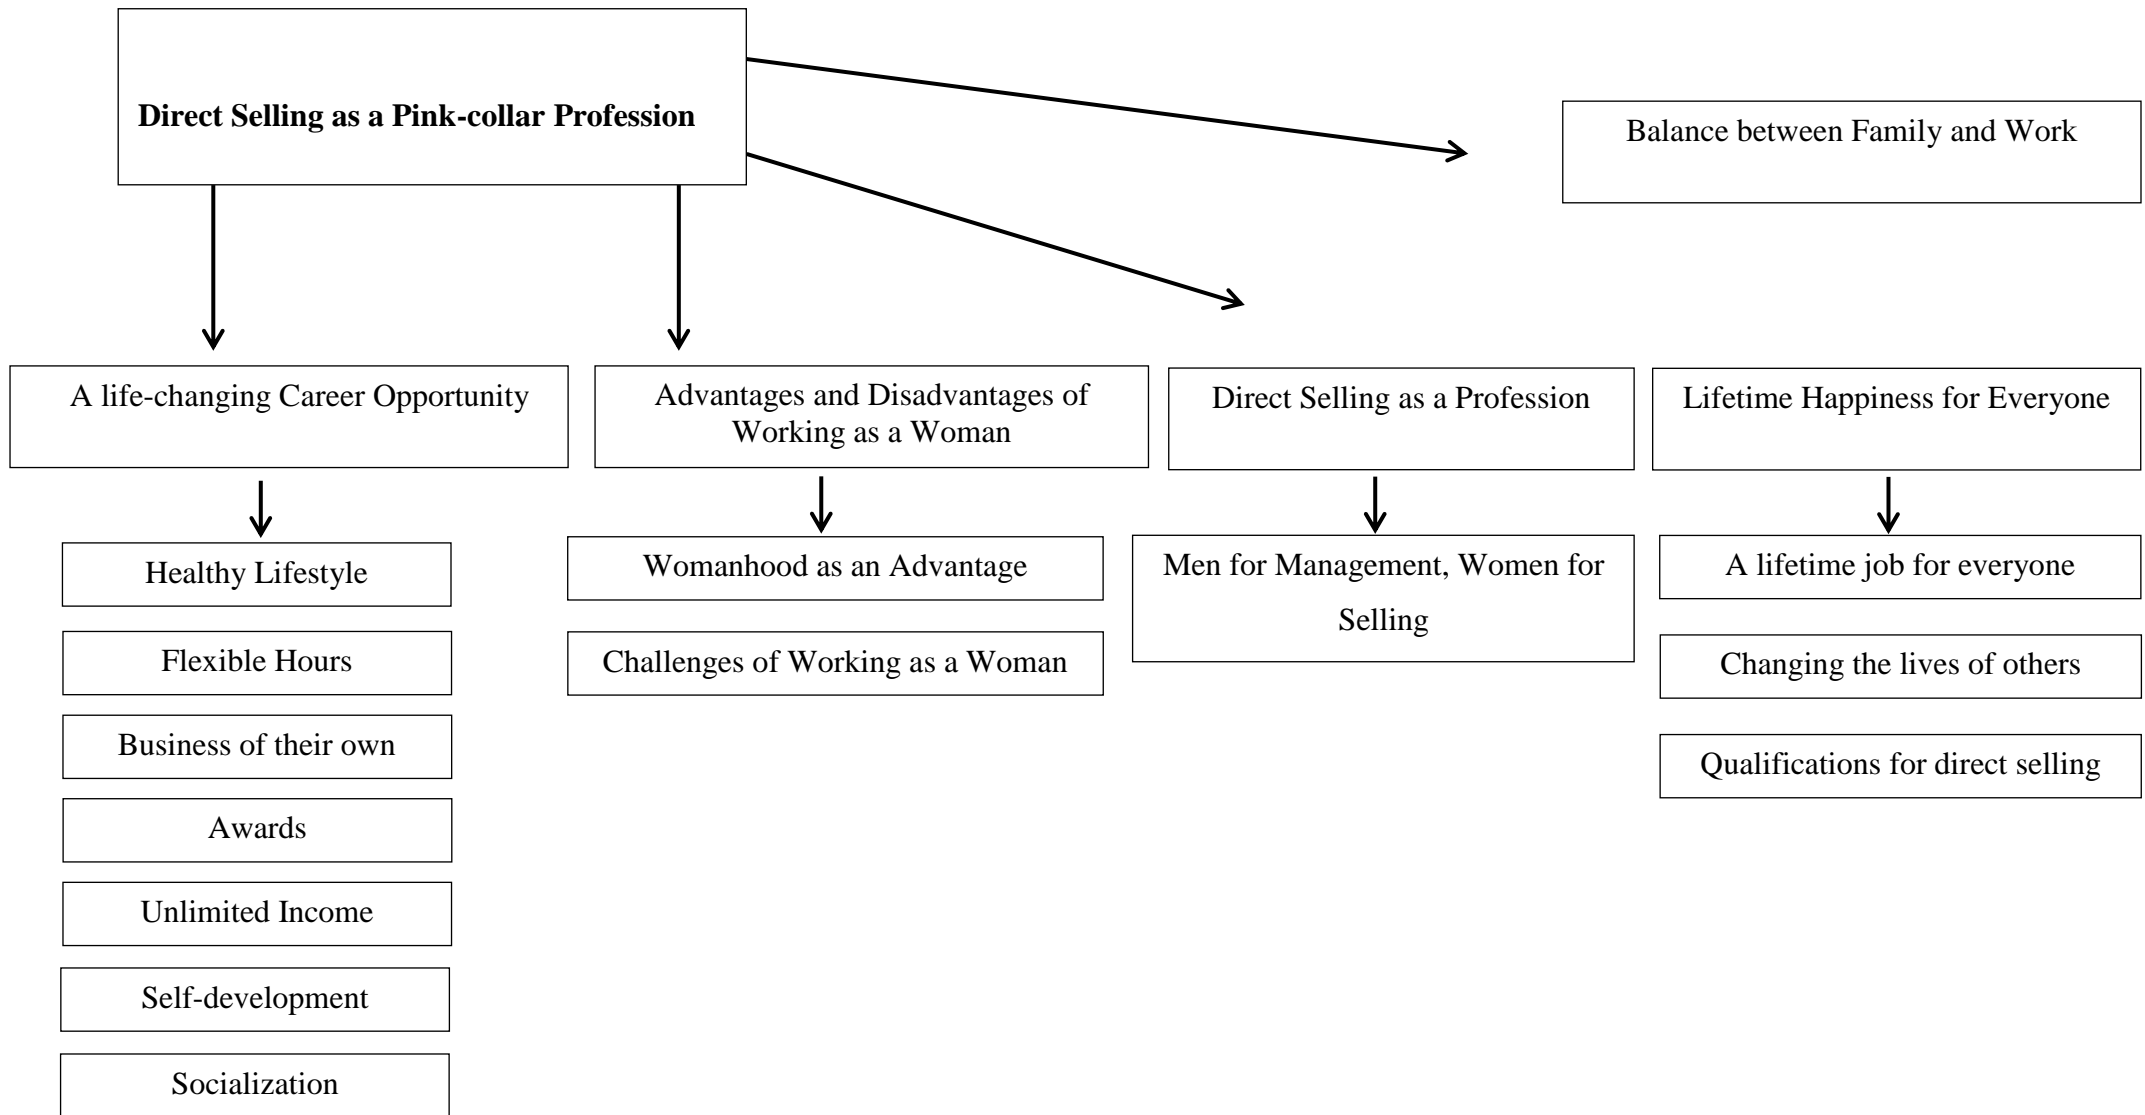 Direct Selling as a Pink-collar Profession
Balance between Family and Work
A life-changing Career Opportunity
Advantages and Disadvantages of
Working as a Woman
Direct Selling as a Profession
Lifetime Happiness for Everyone
Healthy Lifestyle
Flexible Hours
Business of their own
Awards
Unlimited Income
Self-development
Socialization
Womanhood as an Advantage
Challenges of Working as a Woman
Men for Management, Women for
Selling
A lifetime job for everyone
Changing the lives of others
Qualifications for direct selling